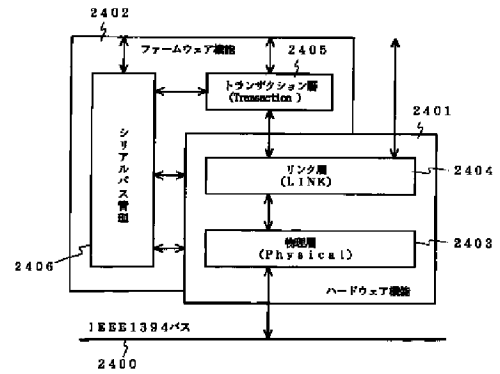 2402
ファームウェア機能
2405
トランザクション層
(Transaction)
2401
シリアルバス管理
リンク層
(LINK)
2404
物理層
(Physical)
2403
2406
ハードウェア機能
IEEE1394バス
2400